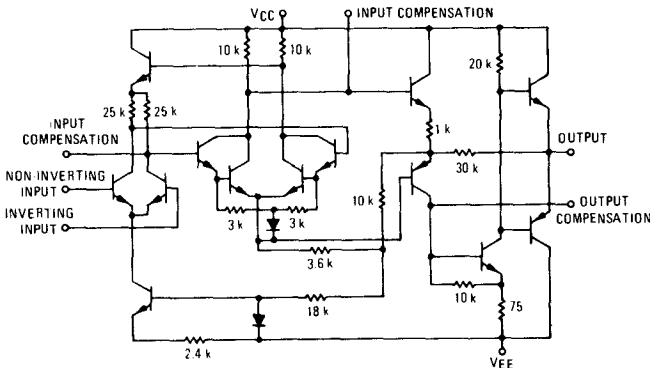 VCC
INPUT COMPENSATION
10 k
10 k
20 k
25 k
25 k
1 k
INPUT
COMPENSATION
OUTPUT
30 k
NON-INVERTING
INPUT
10 k
OUTPUT
COMPENSATION
INVERTING
INPUT
3 k
3 k
3.6 k
10 k
75
18 k
2.4 k
VEE